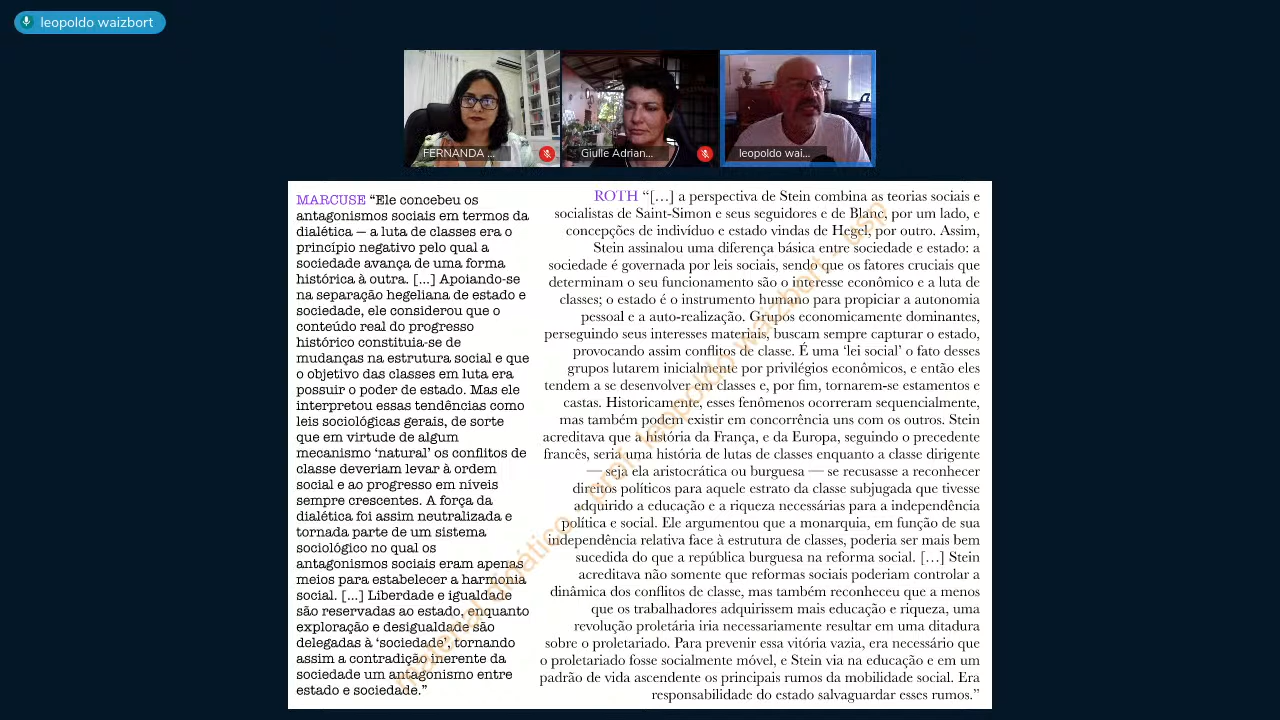 leopoldo waizbort
FERNANDA ...
Giulle Adrian...
leopoldo wai...
MARCUSE “Ele concebeu os
antagonismos sociais em termos da
dialética — a luta de classes era o
princípio negativo pelo qual a
sociedade avança de uma forma
histórica à outra. [...] Apoiando-se
na separação hegeliana de estado e
sociedade, ele considerou que o
conteúdo real do progresso
histórico constituia-se de
mudanças na estrutura social e que
o objetivo das classes em luta era
possuir o poder de estado. Mas ele
interpretou essas tendências como
leis sociológicas gerais, de sorte
que em virtude de algum
mecanismo ‘natural’ os conflitos de
classe deveriam levar à ordem
social e ao progresso em níveis
sempre crescentes. A força da
dialética foi assim neutralizada e
tornada parte de um sistema
sociológico no qual os
antagonismos sociais eram apenas
meios para estabelecer a harmonia
social. [...] Liberdade e igualdade
são reservadas ao estado, enquanto
exploração e desigualdade são
delegadas à ‘sociedade’, tornando
assim a contradição inerente da
sociedade um antagonismo entre
estado e sociedade.”
ROTH “[…] a perspectiva de Stein combina as teorias sociais e
socialistas de Saint-Simon e seus seguidores e de Blanc, por um lado, e
concepções de indivíduo e estado vindas de Hegel, por outro. Assim,
Stein assinalou uma diferença básica entre sociedade e estado: a
sociedade é governada por leis sociais, sendo que os fatores cruciais que
determinam o seu funcionamento são o interesse econômico e a luta de
classes; o estado é o instrumento humano para propiciar a autonomia
pessoal e a auto-realização. Grupos economicamente dominantes,
perseguindo seus interesses materiais, buscam sempre capturar o estado,
provocando assim conflitos de classe. É uma ‘lei social’ o fato desses
grupos lutarem inicialmente por privilégios econômicos, e então eles
tendem a se desenvolver em classes e, por fim, tornarem-se estamentos e
castas. Historicamente, esses fenômenos ocorreram sequencialmente,
mas também podem existir em concorrência uns com os outros. Stein
acreditava que a história da França, e da Europa, seguindo o precedente
francês, seria uma história de lutas de classes enquanto a classe dirigente
— seja ela aristocrática ou burguesa — se recusasse a reconhecer
direitos políticos para aquele estrato da classe subjugada que tivesse
adquirido a educação e a riqueza necessárias para a independência
política e social. Ele argumentou que a monarquia, em função de sua
independência relativa face à estrutura de classes, poderia ser mais bem
sucedida do que a república burguesa na reforma social. […] Stein
acreditava não somente que reformas sociais poderiam controlar a
dinâmica dos conflitos de classe, mas também reconheceu que a menos
que os trabalhadores adquirissem mais educação e riqueza, uma
revolução proletária iria necessariamente resultar em uma ditadura
sobre o proletariado. Para prevenir essa vitória vazia, era necessário que
o proletariado fosse socialmente móvel, e Stein via na educação e em um
padrão de vida ascendente os principais rumos da mobilidade social. Era
responsabilidade do estado salvaguardar esses rumos.”
material didático - prof. leopoldo waizbort - usp